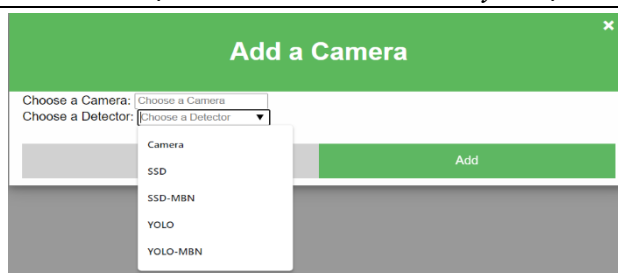 ×
Add a Camera
Choose a Camera: Choose a Camera
Choose a Detector: Choose a Detector ▼
Camera
SSD
SSD-MBN
YOLO
YOLO-MBN
Add